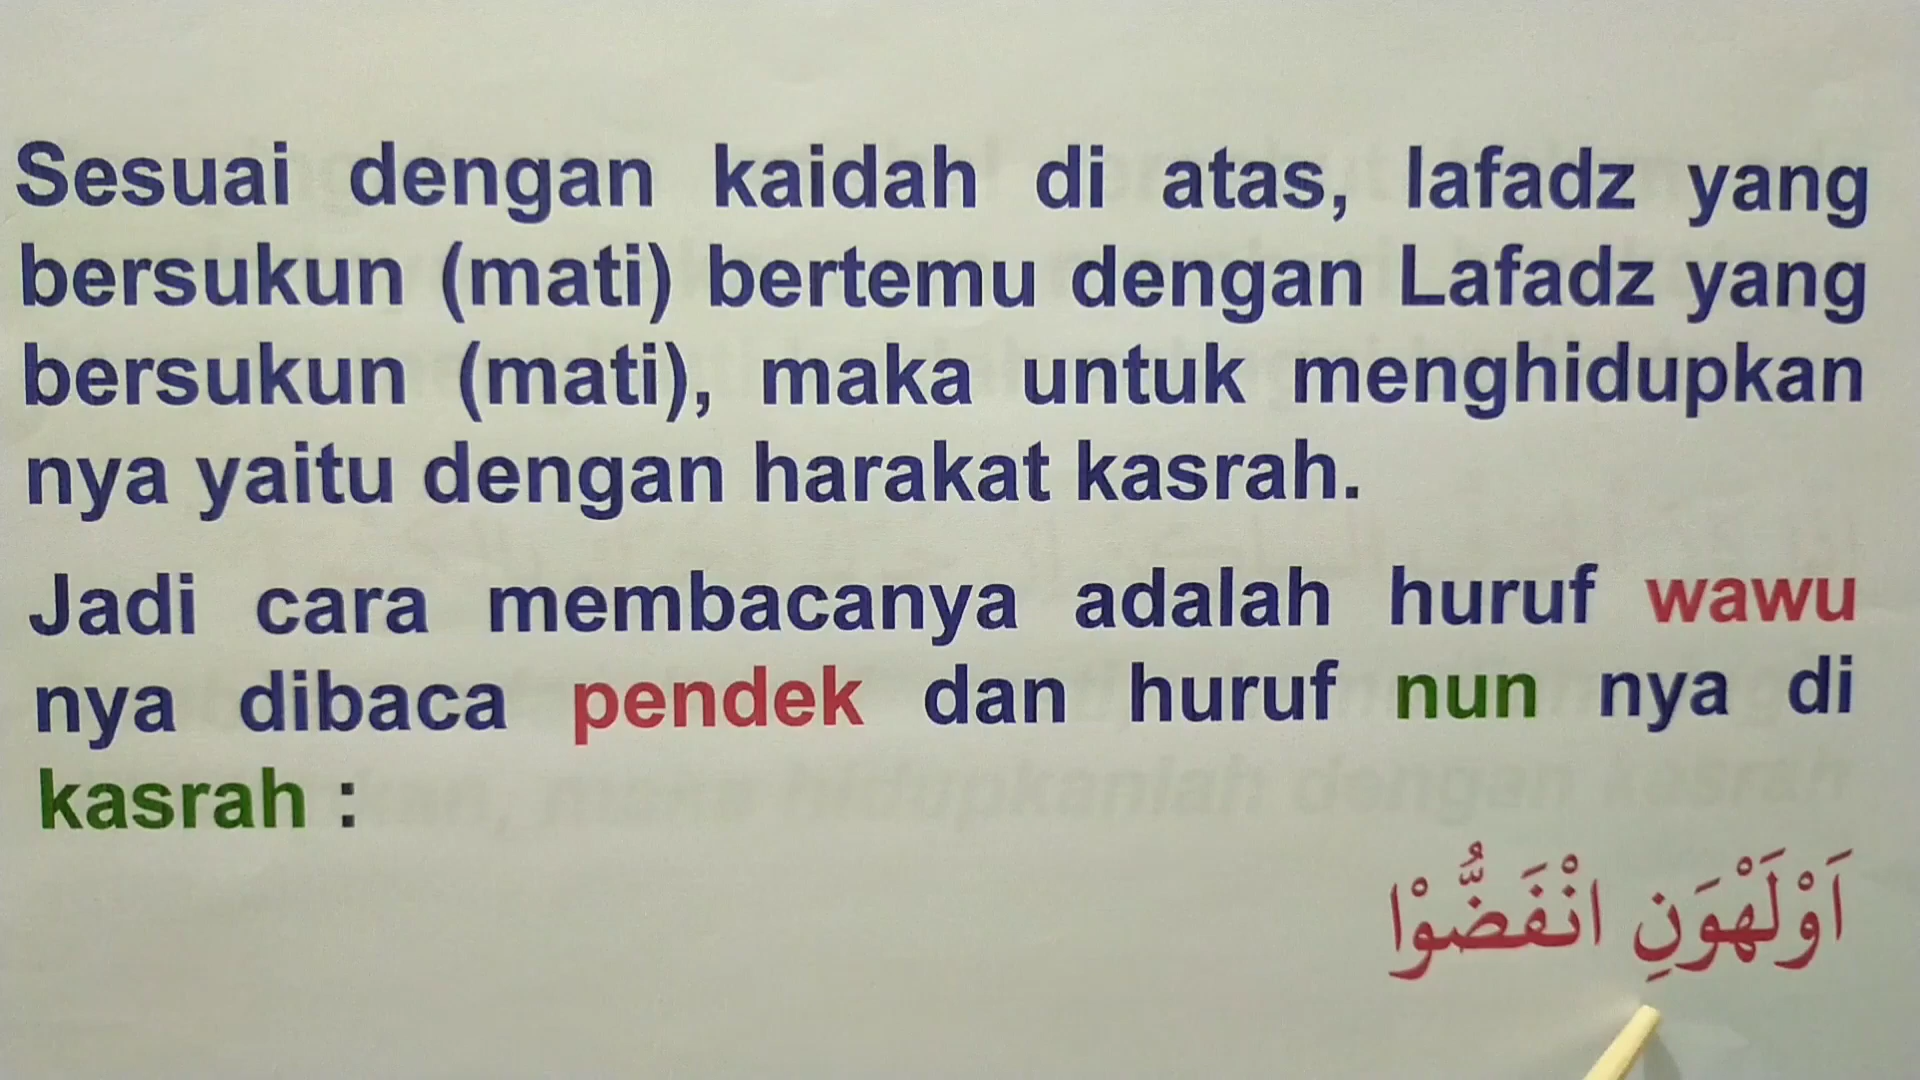 Sesuai dengan kaidah di atas, lafadz yang
bersukun (mati) bertemu dengan Lafadz yang
bersukun (mati), maka untuk menghidupkan
nya yaitu dengan harakat kasrah.
Jadi cara membacanya adalah huruf wawu
nya dibaca pendek dan huruf nun nya di
kasrah :
اَوْلَهْوَنِ انْفَضُّوْا